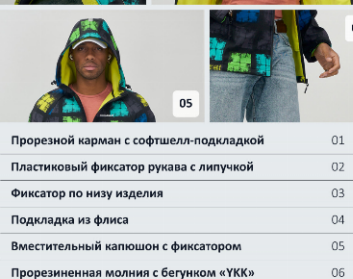 05
Прорезной карман с софтшелл-подкладкой 01
Пластиковый фиксатор рукава с липучкой 02
Фиксатор по низу изделия 03
Подкладка из флиса 04
Вместительный капюшон с фиксатором 05
Прорезиненная молния с бегунком «YKK» 06